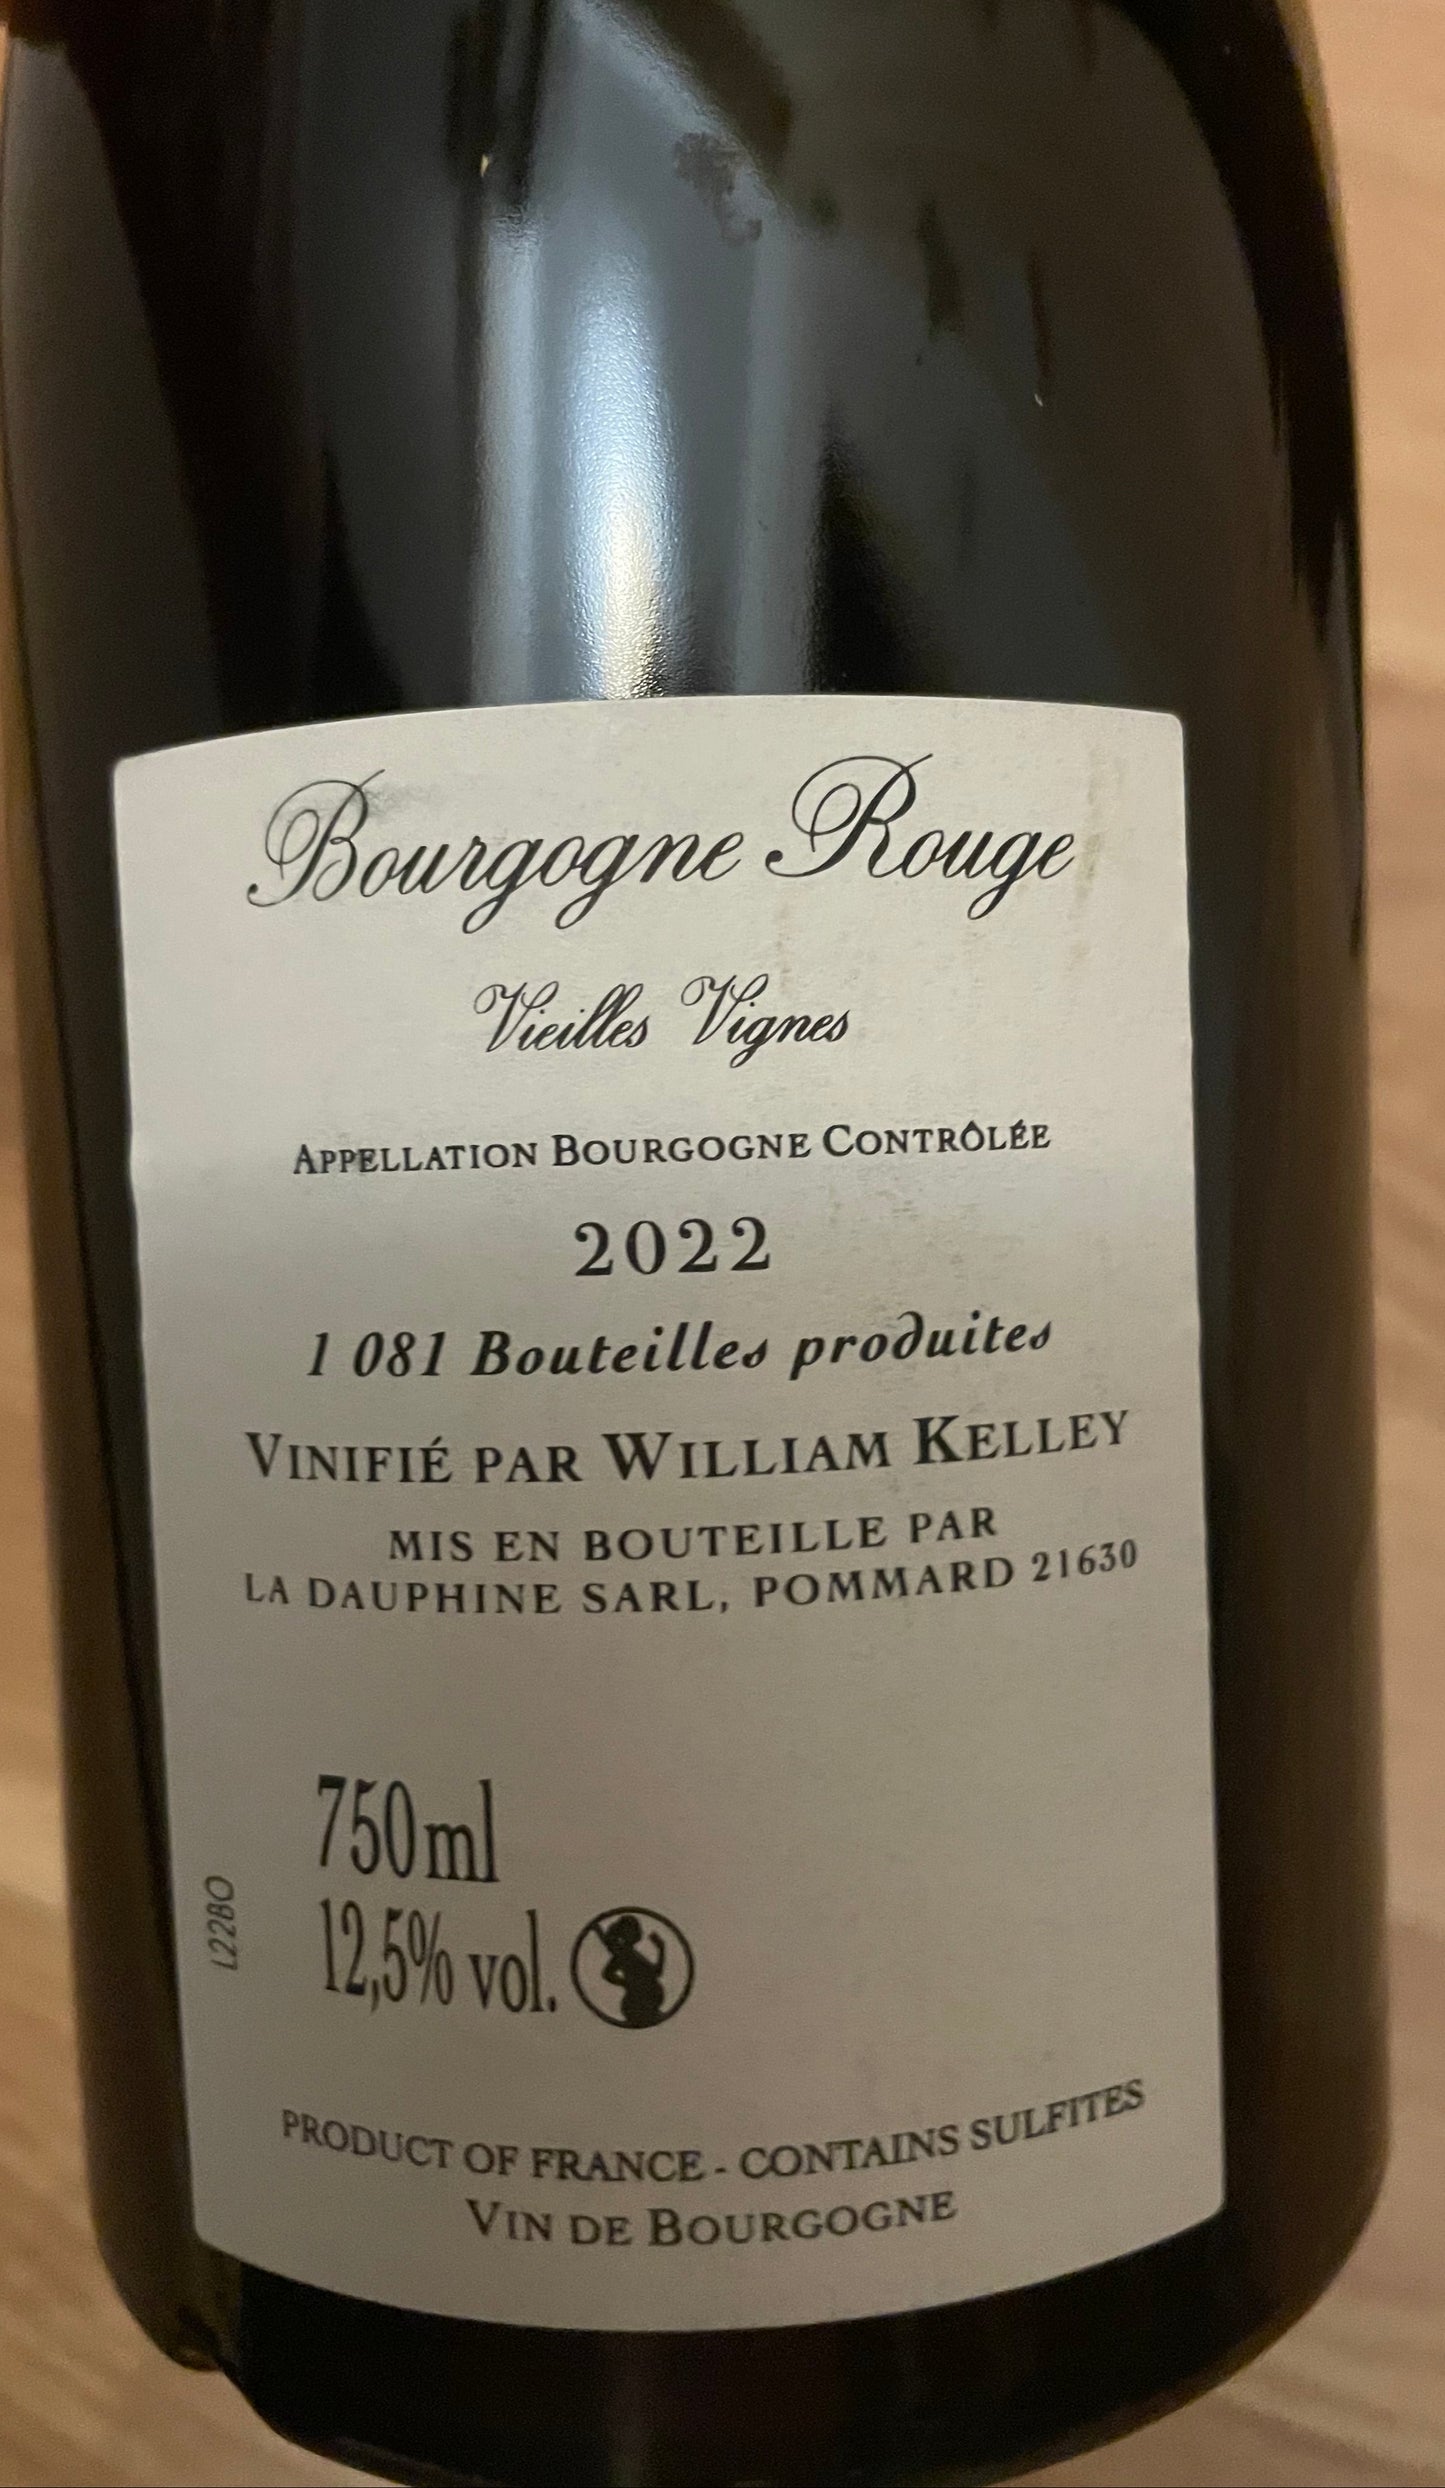 Bourgogne Rouge
Vieilles Vignes
APPELLATION BOURGOGNE CONTRÔLÉE
2022
1 081 Bouteilles produites
VINIFIÉ PAR WILLIAM KELLEY
MIS EN BOUTEILLE PAR
LA DAUPHINE SARL, POMMARD 21630
750ml
12,5% vol.
L22BO
PRODUCT OF FRANCE - CONTAINS SULFITES
VIN DE BOURGOGNE